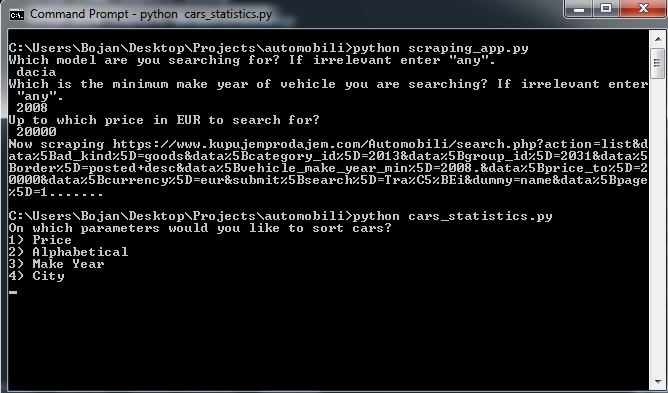 Command Prompt - python  cars_statistics.py
C:\Users\Bojan\Desktop\Projects\automobili>python scraping_app.py
Which model are you searching for? If irrelevant enter "any".
 dacia
Which is the minimum make year of vehicle you are searching? If irrelevant enter
 "any".
 2008
Up to which price in EUR to search for?
 20000
Now scraping https://www.kupujemprodajem.com/Automobili/search.php?action=list&d
ata%5Bad_kind%5D=goods&data%5Bcategory_id%5D=2013&data%5Bgroup_id%5D=2031&data%5
Border%5D=posted+desc&data%5Bvehicle_make_year_min%5D=2008.&data%5Bprice_to%5D=2
0000&data%5Bcurrency%5D=eur&submit%5Bsearch%5D=Tra%C5%BEi&dummy=name&data%5Bpage
%5D=1.......
C:\Users\Bojan\Desktop\Projects\automobili>python cars_statistics.py
On which parameters would you like to sort cars?
1) Price
2) Alphabetical
3) Make Year
4) City